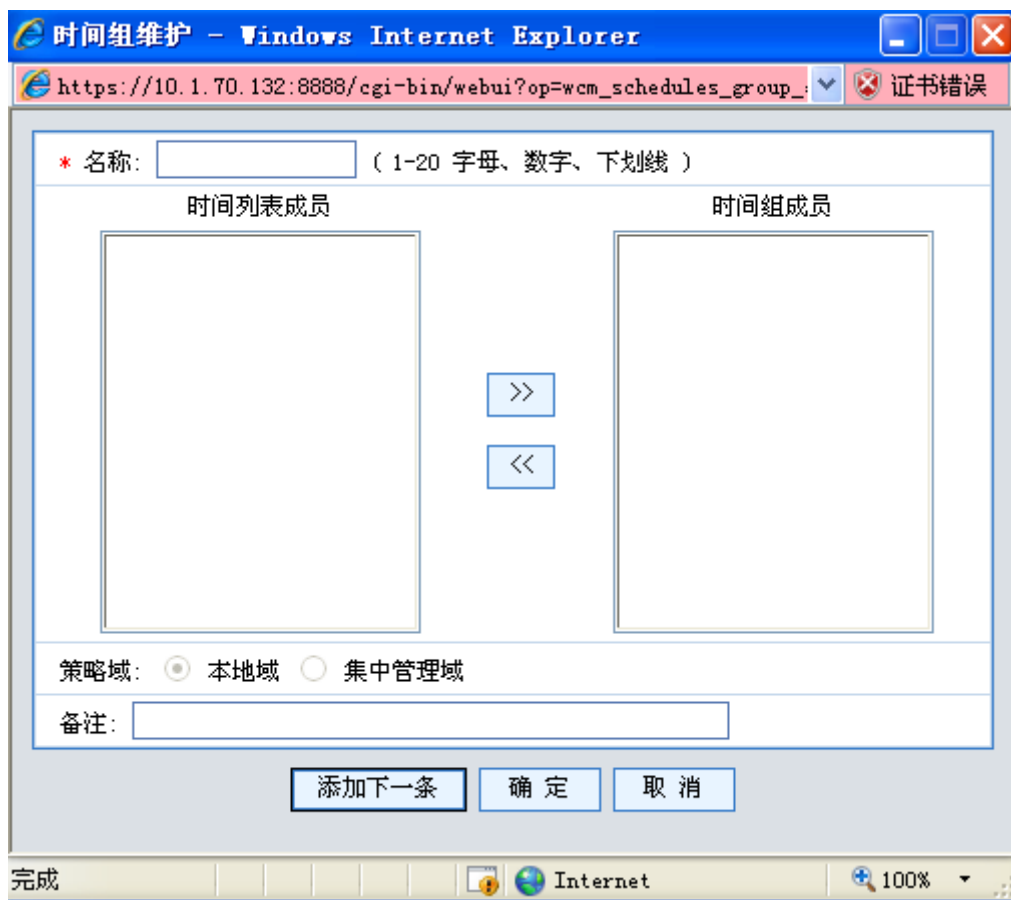 时间组维护 - Windows Internet Explorer
https://10.1.70.132:8888/cgi-bin/webui?op=wcm_schedules_group_ 证书错误
* 名称: ( 1-20 字母、数字、下划线 )
时间列表成员 时间组成员
>>
<<
策略域: 本地域 集中管理域
备注:
添加下一条 确 定 取 消
完成 Internet 100%